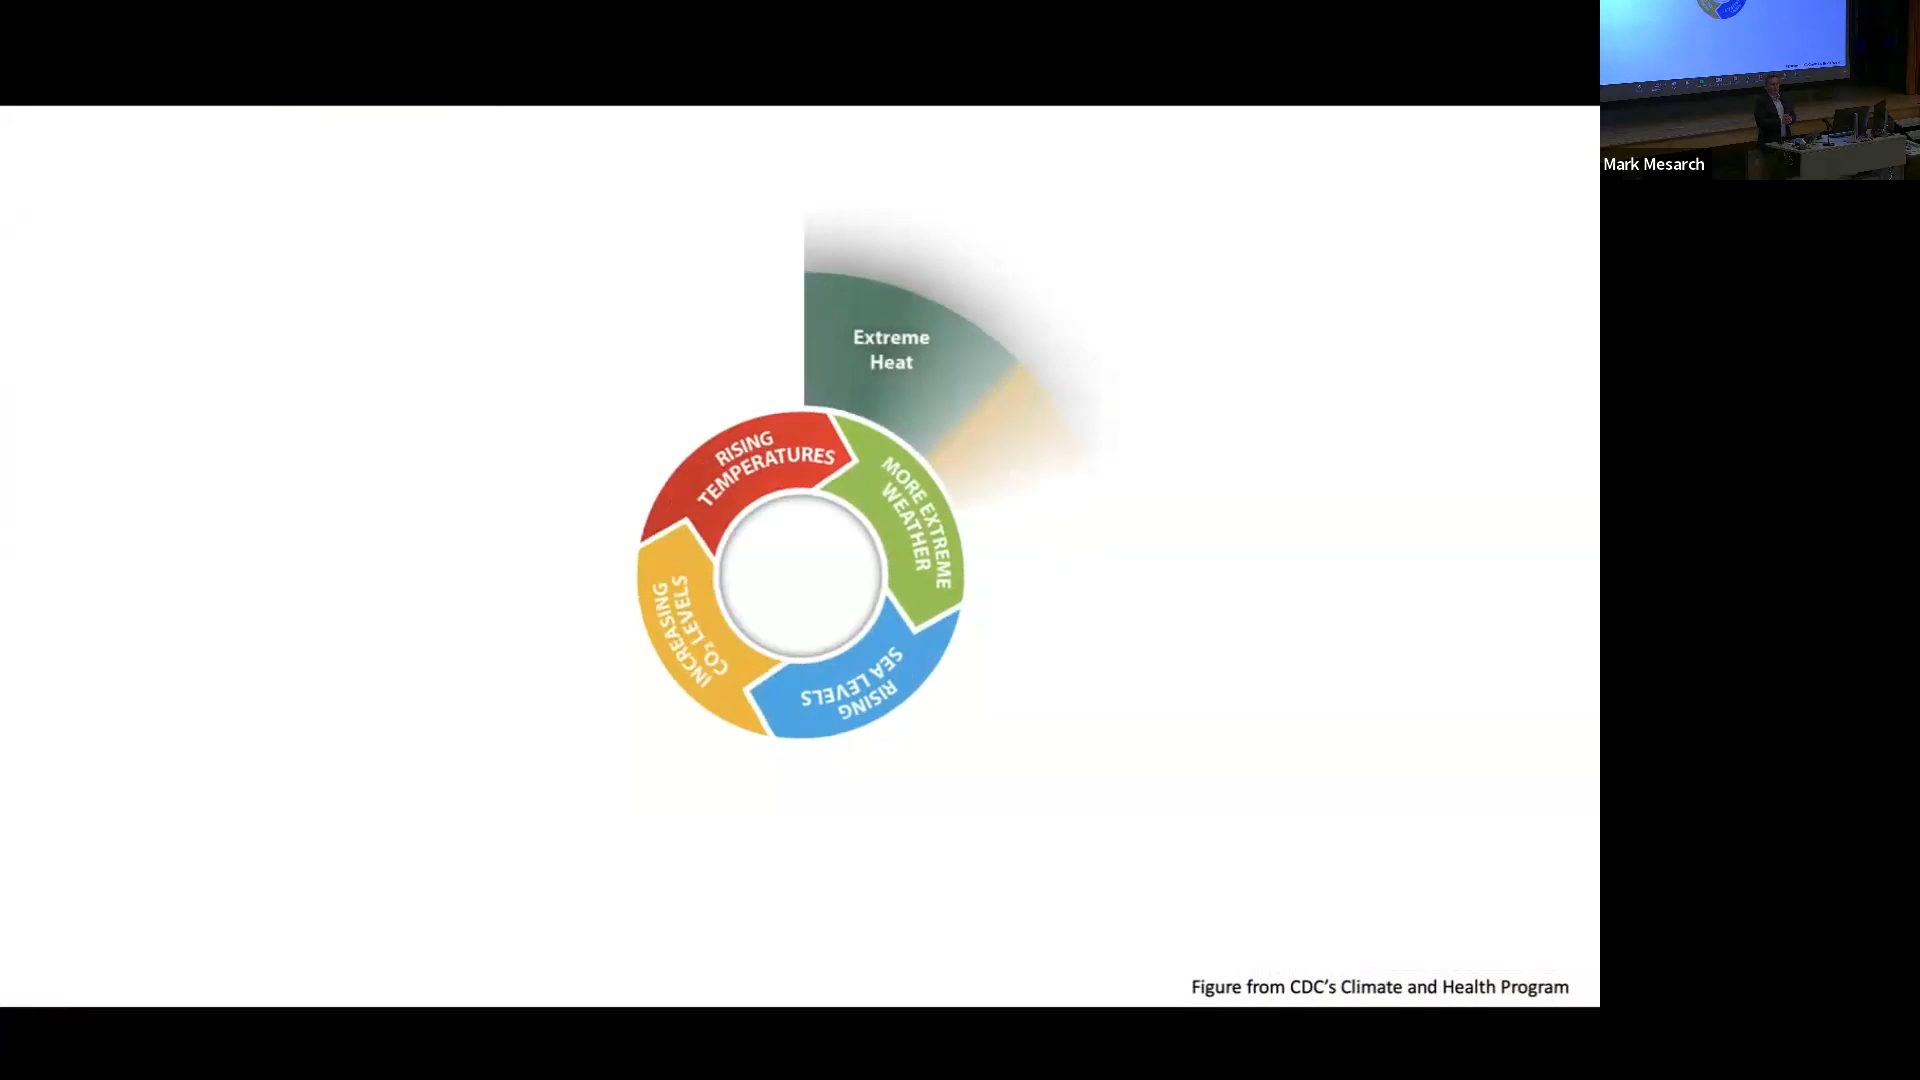 Extreme
Heat
RISING
TEMPERATURES
MORE EXTREME
WEATHER
RISING
SEA LEVELS
INCREASING
CO₂ LEVELS
Figure from CDC's Climate and Health Program
Mark Mesarch